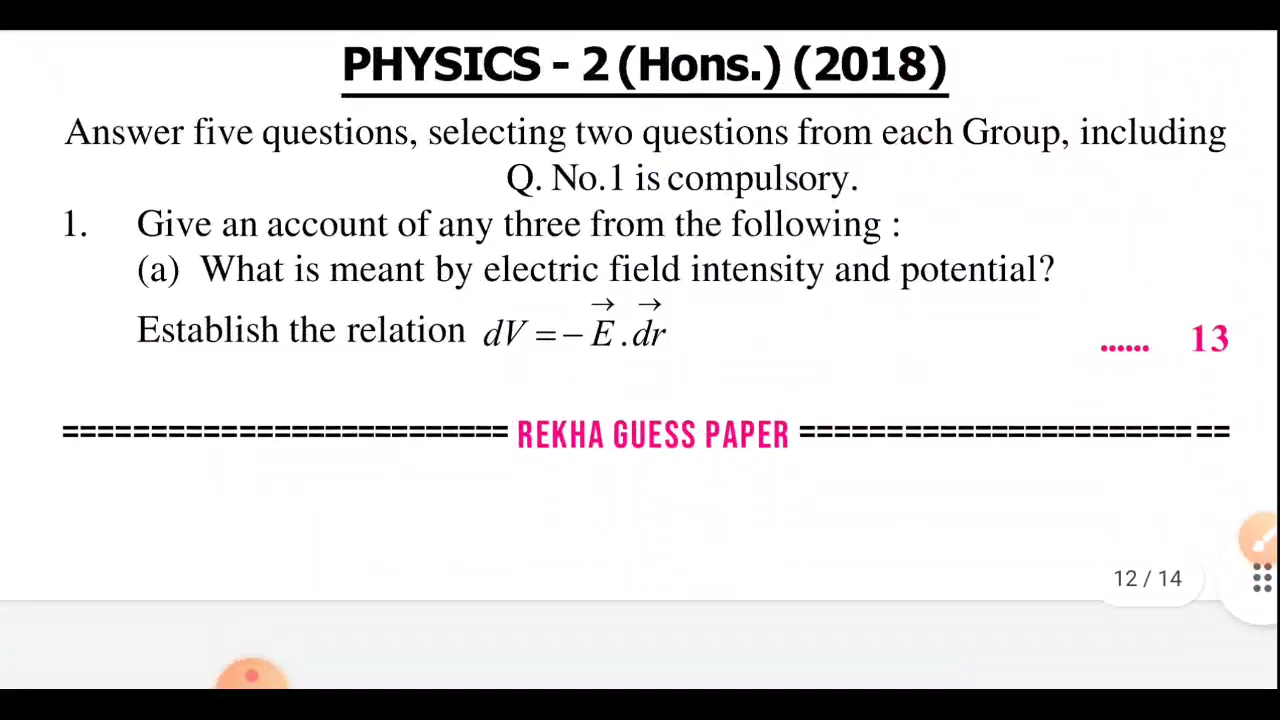 PHYSICS - 2 (Hons.) (2018)
Answer five questions, selecting two questions from each Group, including
Q. No.1 is compulsory.
1. Give an account of any three from the following :
(a) What is meant by electric field intensity and potential?
Establish the relation dV = − E⃗ . d⃗r⃗ ...... 13
========================== REKHA GUESS PAPER ==========================
12 / 14